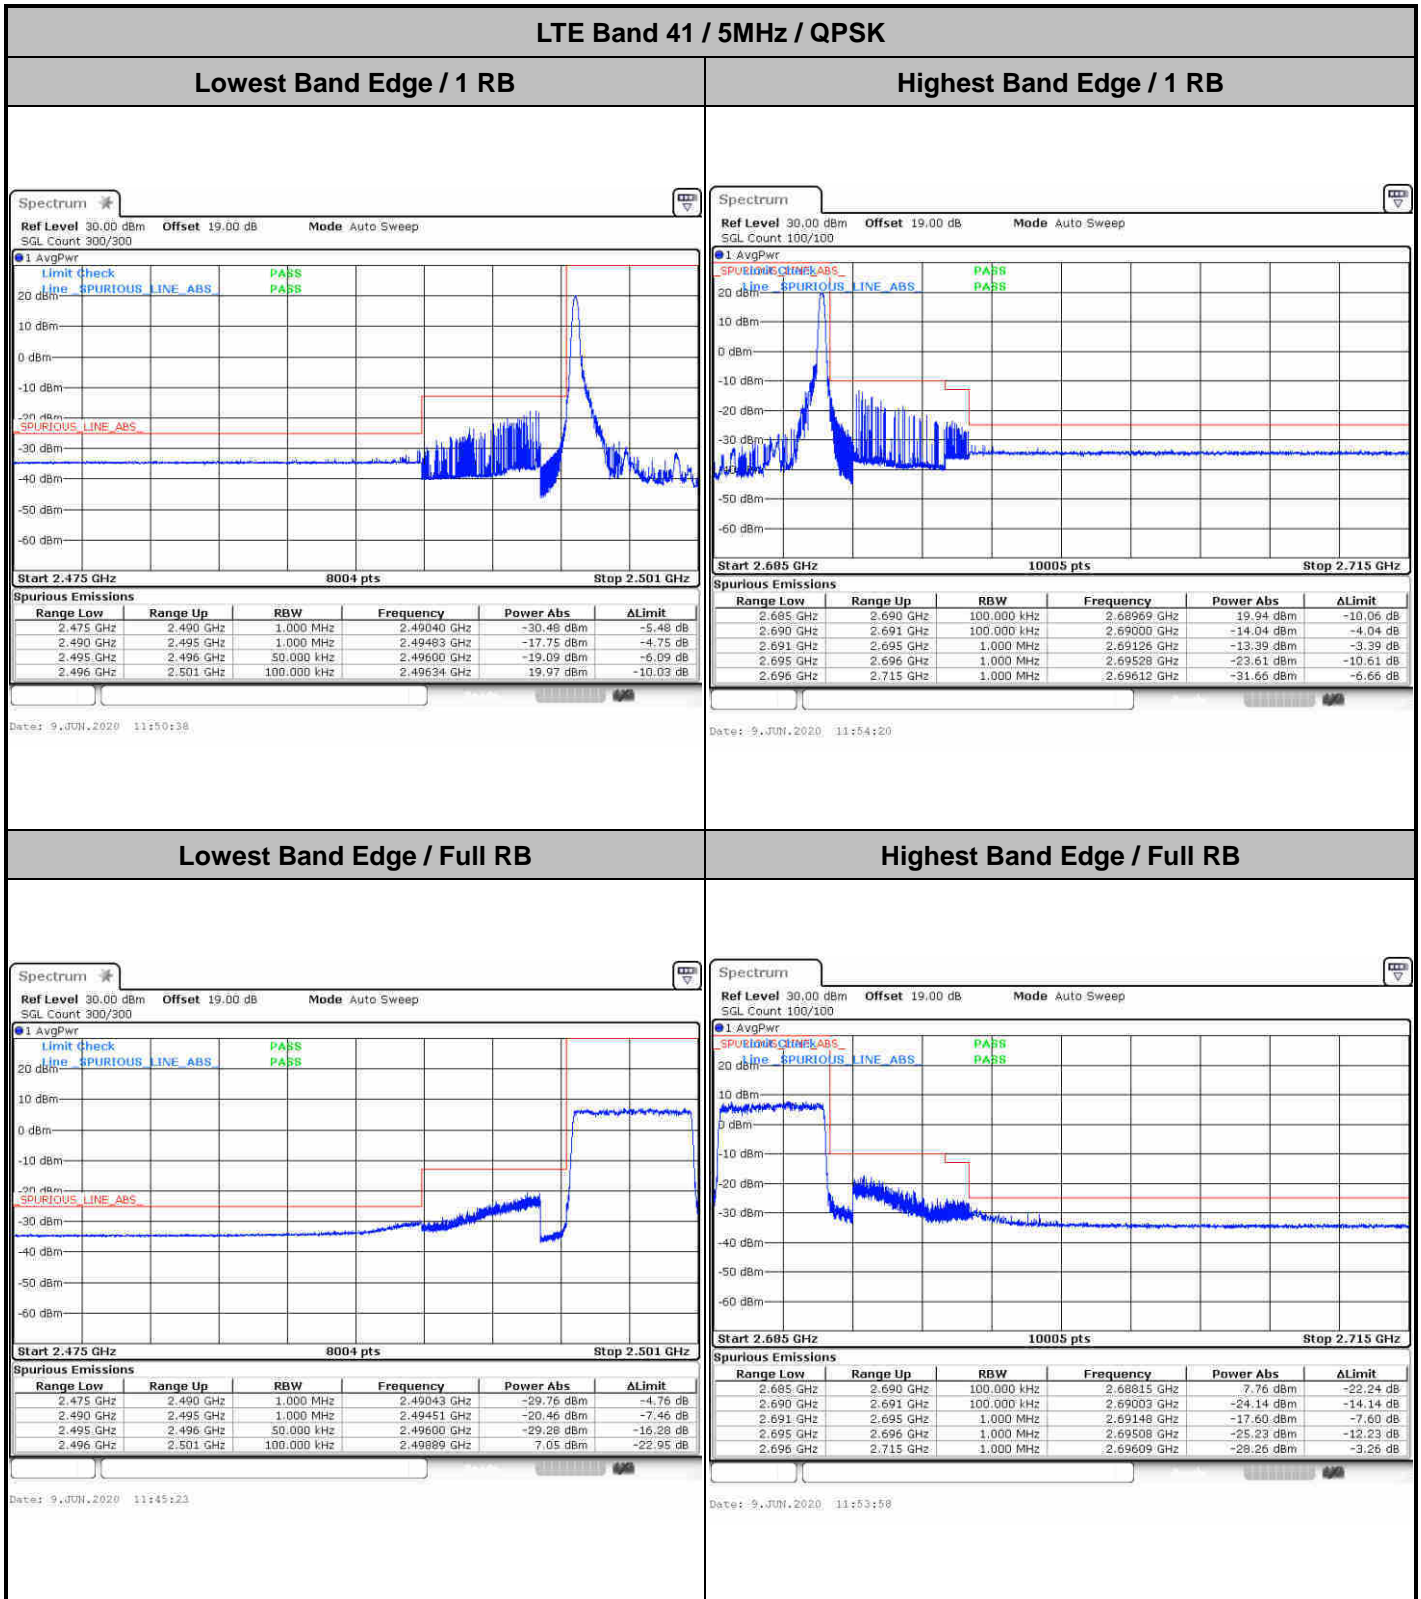 LTE Band 41 / 5MHz / QPSK
Lowest Band Edge / 1 RB
Highest Band Edge / 1 RB
Spectrum
Ref Level 30.00 dBm Offset 19.00 dB Mode Auto Sweep
SGL Count 300/300
1 AvgPwr
Limit Check PASS
Line _SPURIOUS_LINE_ABS_ PASS
20 dBm
10 dBm
0 dBm
-10 dBm
-20 dBm
_SPURIOUS_LINE_ABS_
-30 dBm
-40 dBm
-50 dBm
-60 dBm
Start 2.475 GHz 8004 pts Stop 2.501 GHz
Spurious Emissions
Range Low Range Up RBW Frequency Power Abs ΔLimit
2.475 GHz 2.490 GHz 1.000 MHz 2.49040 GHz -30.48 dBm -5.48 dB
2.490 GHz 2.495 GHz 1.000 MHz 2.49483 GHz -17.75 dBm -4.75 dB
2.495 GHz 2.496 GHz 50.000 kHz 2.49600 GHz -19.09 dBm -6.09 dB
2.496 GHz 2.501 GHz 100.000 kHz 2.49634 GHz 19.97 dBm -10.03 dB
Date: 9.JUN.2020 11:50:38
Spectrum
Ref Level 30.00 dBm Offset 19.00 dB Mode Auto Sweep
SGL Count 100/100
1 AvgPwr
_SPURIOUS_LINE_ABS_
Limit Check PASS
Line _SPURIOUS_LINE_ABS_ PASS
20 dBm
10 dBm
0 dBm
-10 dBm
-20 dBm
-30 dBm
-40 dBm
-50 dBm
-60 dBm
Start 2.685 GHz 10005 pts Stop 2.715 GHz
Spurious Emissions
Range Low Range Up RBW Frequency Power Abs ΔLimit
2.685 GHz 2.690 GHz 100.000 kHz 2.68969 GHz 19.94 dBm -10.06 dB
2.690 GHz 2.691 GHz 100.000 kHz 2.69000 GHz -14.04 dBm -4.04 dB
2.691 GHz 2.695 GHz 1.000 MHz 2.69126 GHz -13.39 dBm -3.39 dB
2.695 GHz 2.696 GHz 1.000 MHz 2.69528 GHz -23.61 dBm -10.61 dB
2.696 GHz 2.715 GHz 1.000 MHz 2.69612 GHz -31.66 dBm -6.66 dB
Date: 9.JUN.2020 11:54:20
Lowest Band Edge / Full RB
Highest Band Edge / Full RB
Spectrum
Ref Level 30.00 dBm Offset 19.00 dB Mode Auto Sweep
SGL Count 300/300
1 AvgPwr
Limit Check PASS
Line _SPURIOUS_LINE_ABS_ PASS
20 dBm
10 dBm
0 dBm
-10 dBm
-20 dBm
_SPURIOUS_LINE_ABS_
-30 dBm
-40 dBm
-50 dBm
-60 dBm
Start 2.475 GHz 8004 pts Stop 2.501 GHz
Spurious Emissions
Range Low Range Up RBW Frequency Power Abs ΔLimit
2.475 GHz 2.490 GHz 1.000 MHz 2.49043 GHz -29.76 dBm -4.76 dB
2.490 GHz 2.495 GHz 1.000 MHz 2.49451 GHz -20.46 dBm -7.46 dB
2.495 GHz 2.496 GHz 50.000 kHz 2.49600 GHz -29.28 dBm -16.28 dB
2.496 GHz 2.501 GHz 100.000 kHz 2.49889 GHz 7.05 dBm -22.95 dB
Date: 9.JUN.2020 11:45:23
Spectrum
Ref Level 30.00 dBm Offset 19.00 dB Mode Auto Sweep
SGL Count 100/100
1 AvgPwr
_SPURIOUS_LINE_ABS_
Limit Check PASS
Line _SPURIOUS_LINE_ABS_ PASS
20 dBm
10 dBm
0 dBm
-10 dBm
-20 dBm
-30 dBm
-40 dBm
-50 dBm
-60 dBm
Start 2.685 GHz 10005 pts Stop 2.715 GHz
Spurious Emissions
Range Low Range Up RBW Frequency Power Abs ΔLimit
2.685 GHz 2.690 GHz 100.000 kHz 2.68815 GHz 7.76 dBm -22.24 dB
2.690 GHz 2.691 GHz 100.000 kHz 2.69003 GHz -24.14 dBm -14.14 dB
2.691 GHz 2.695 GHz 1.000 MHz 2.69148 GHz -17.60 dBm -7.60 dB
2.695 GHz 2.696 GHz 1.000 MHz 2.69508 GHz -25.23 dBm -12.23 dB
2.696 GHz 2.715 GHz 1.000 MHz 2.69609 GHz -28.26 dBm -3.26 dB
Date: 9.JUN.2020 11:53:58